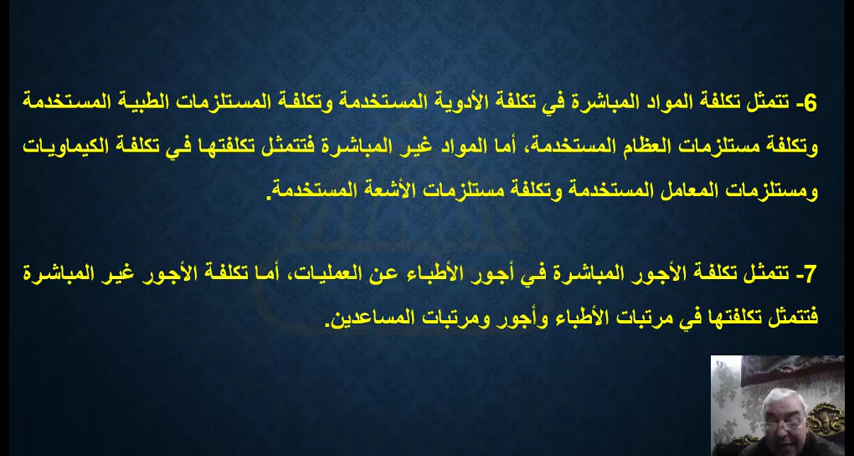 6- تتمثل تكلفة المواد المباشرة في تكلفة الأدوية المستخدمة وتكلفة المستلزمات الطبية المستخدمة
وتكلفة مستلزمات العظام المستخدمة، أما المواد غير المباشرة فتتمثل تكلفتها في تكلفة الكيماويات
ومستلزمات المعامل المستخدمة وتكلفة مستلزمات الأشعة المستخدمة.
7- تتمثل تكلفة الأجور المباشرة في أجور الأطباء عن العمليات، أما تكلفة الأجور غير المباشرة
فتتمثل تكلفتها في مرتبات الأطباء وأجور ومرتبات المساعدين.